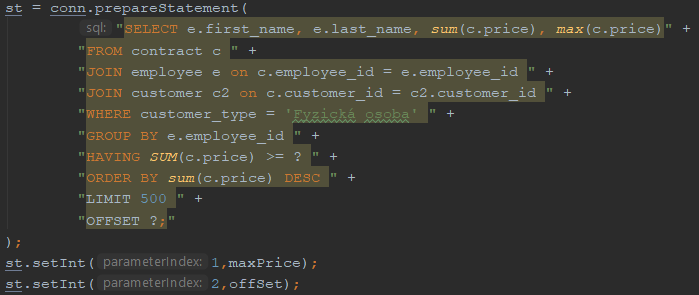 st = conn.prepareStatement(
sql: "SELECT e.first_name, e.last_name, sum(c.price), max(c.price)" +
"FROM contract c " +
"JOIN employee e on c.employee_id = e.employee_id " +
"JOIN customer c2 on c.customer_id = c2.customer_id " +
"WHERE customer_type = 'Fyzická osoba' " +
"GROUP BY e.employee_id " +
"HAVING SUM(c.price) >= ? " +
"ORDER BY sum(c.price) DESC " +
"LIMIT 500 " +
"OFFSET ?;"
);
st.setInt( parameterIndex: 1,maxPrice);
st.setInt( parameterIndex: 2,offSet);